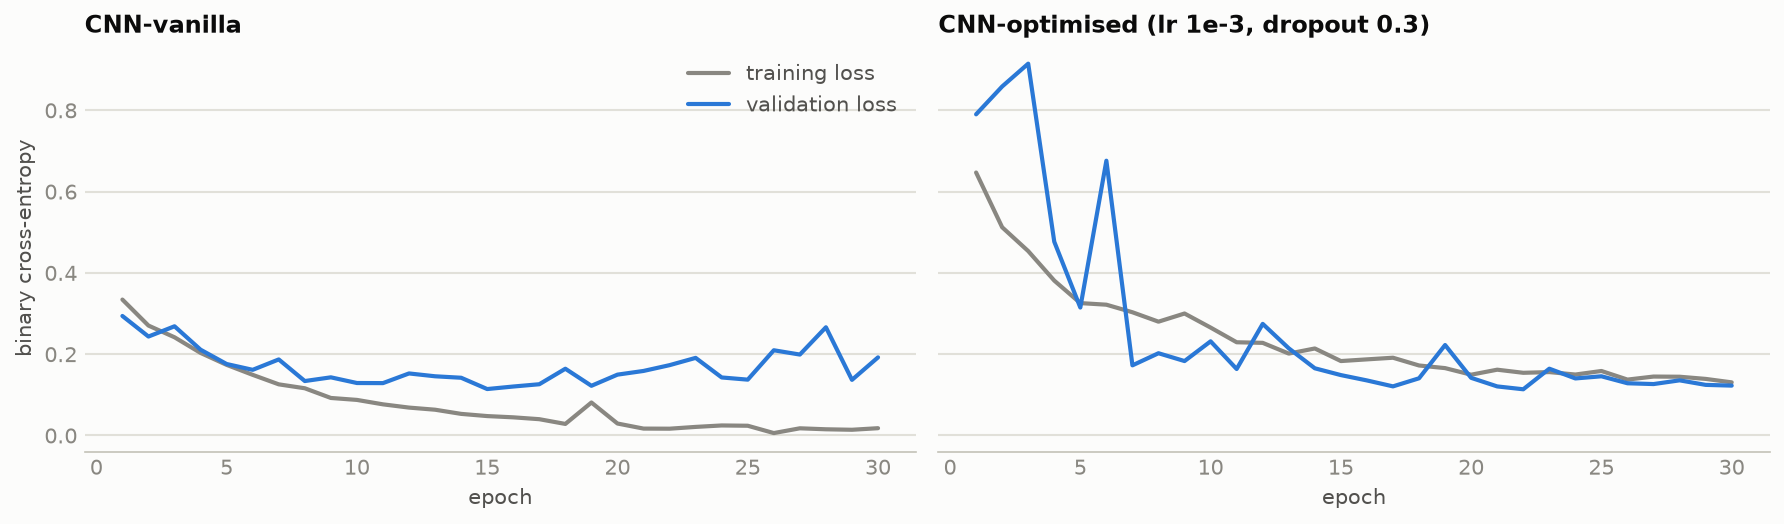 CNN-vanilla
CNN-optimised (lr 1e-3, dropout 0.3)
training loss
validation loss
binary cross-entropy
0.8
0.6
0.4
0.2
0.0
0 5 10 15 20 25 30
epoch
0 5 10 15 20 25 30
epoch